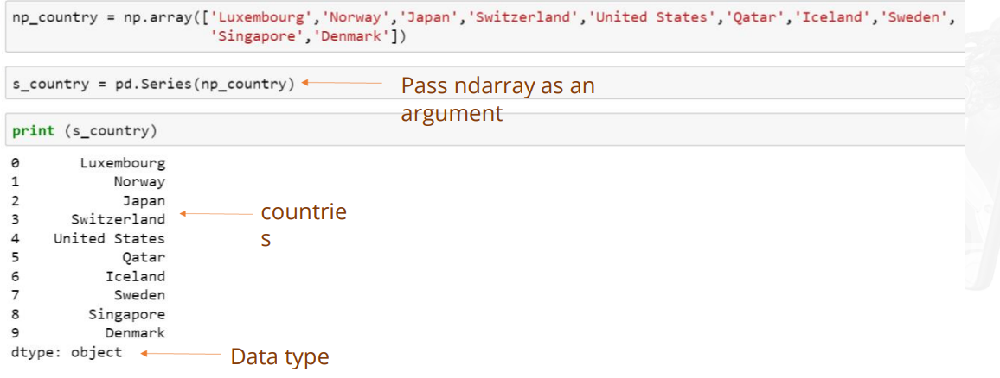 np_country = np.array(['Luxembourg','Norway','Japan','Switzerland','United States','Qatar','Iceland','Sweden',
'Singapore','Denmark'])
s_country = pd.Series(np_country)
Pass ndarray as an
argument
print (s_country)
0 Luxembourg
1 Norway
2 Japan
3 Switzerland
4 United States
5 Qatar
6 Iceland
7 Sweden
8 Singapore
9 Denmark
dtype: object
countrie
s
Data type